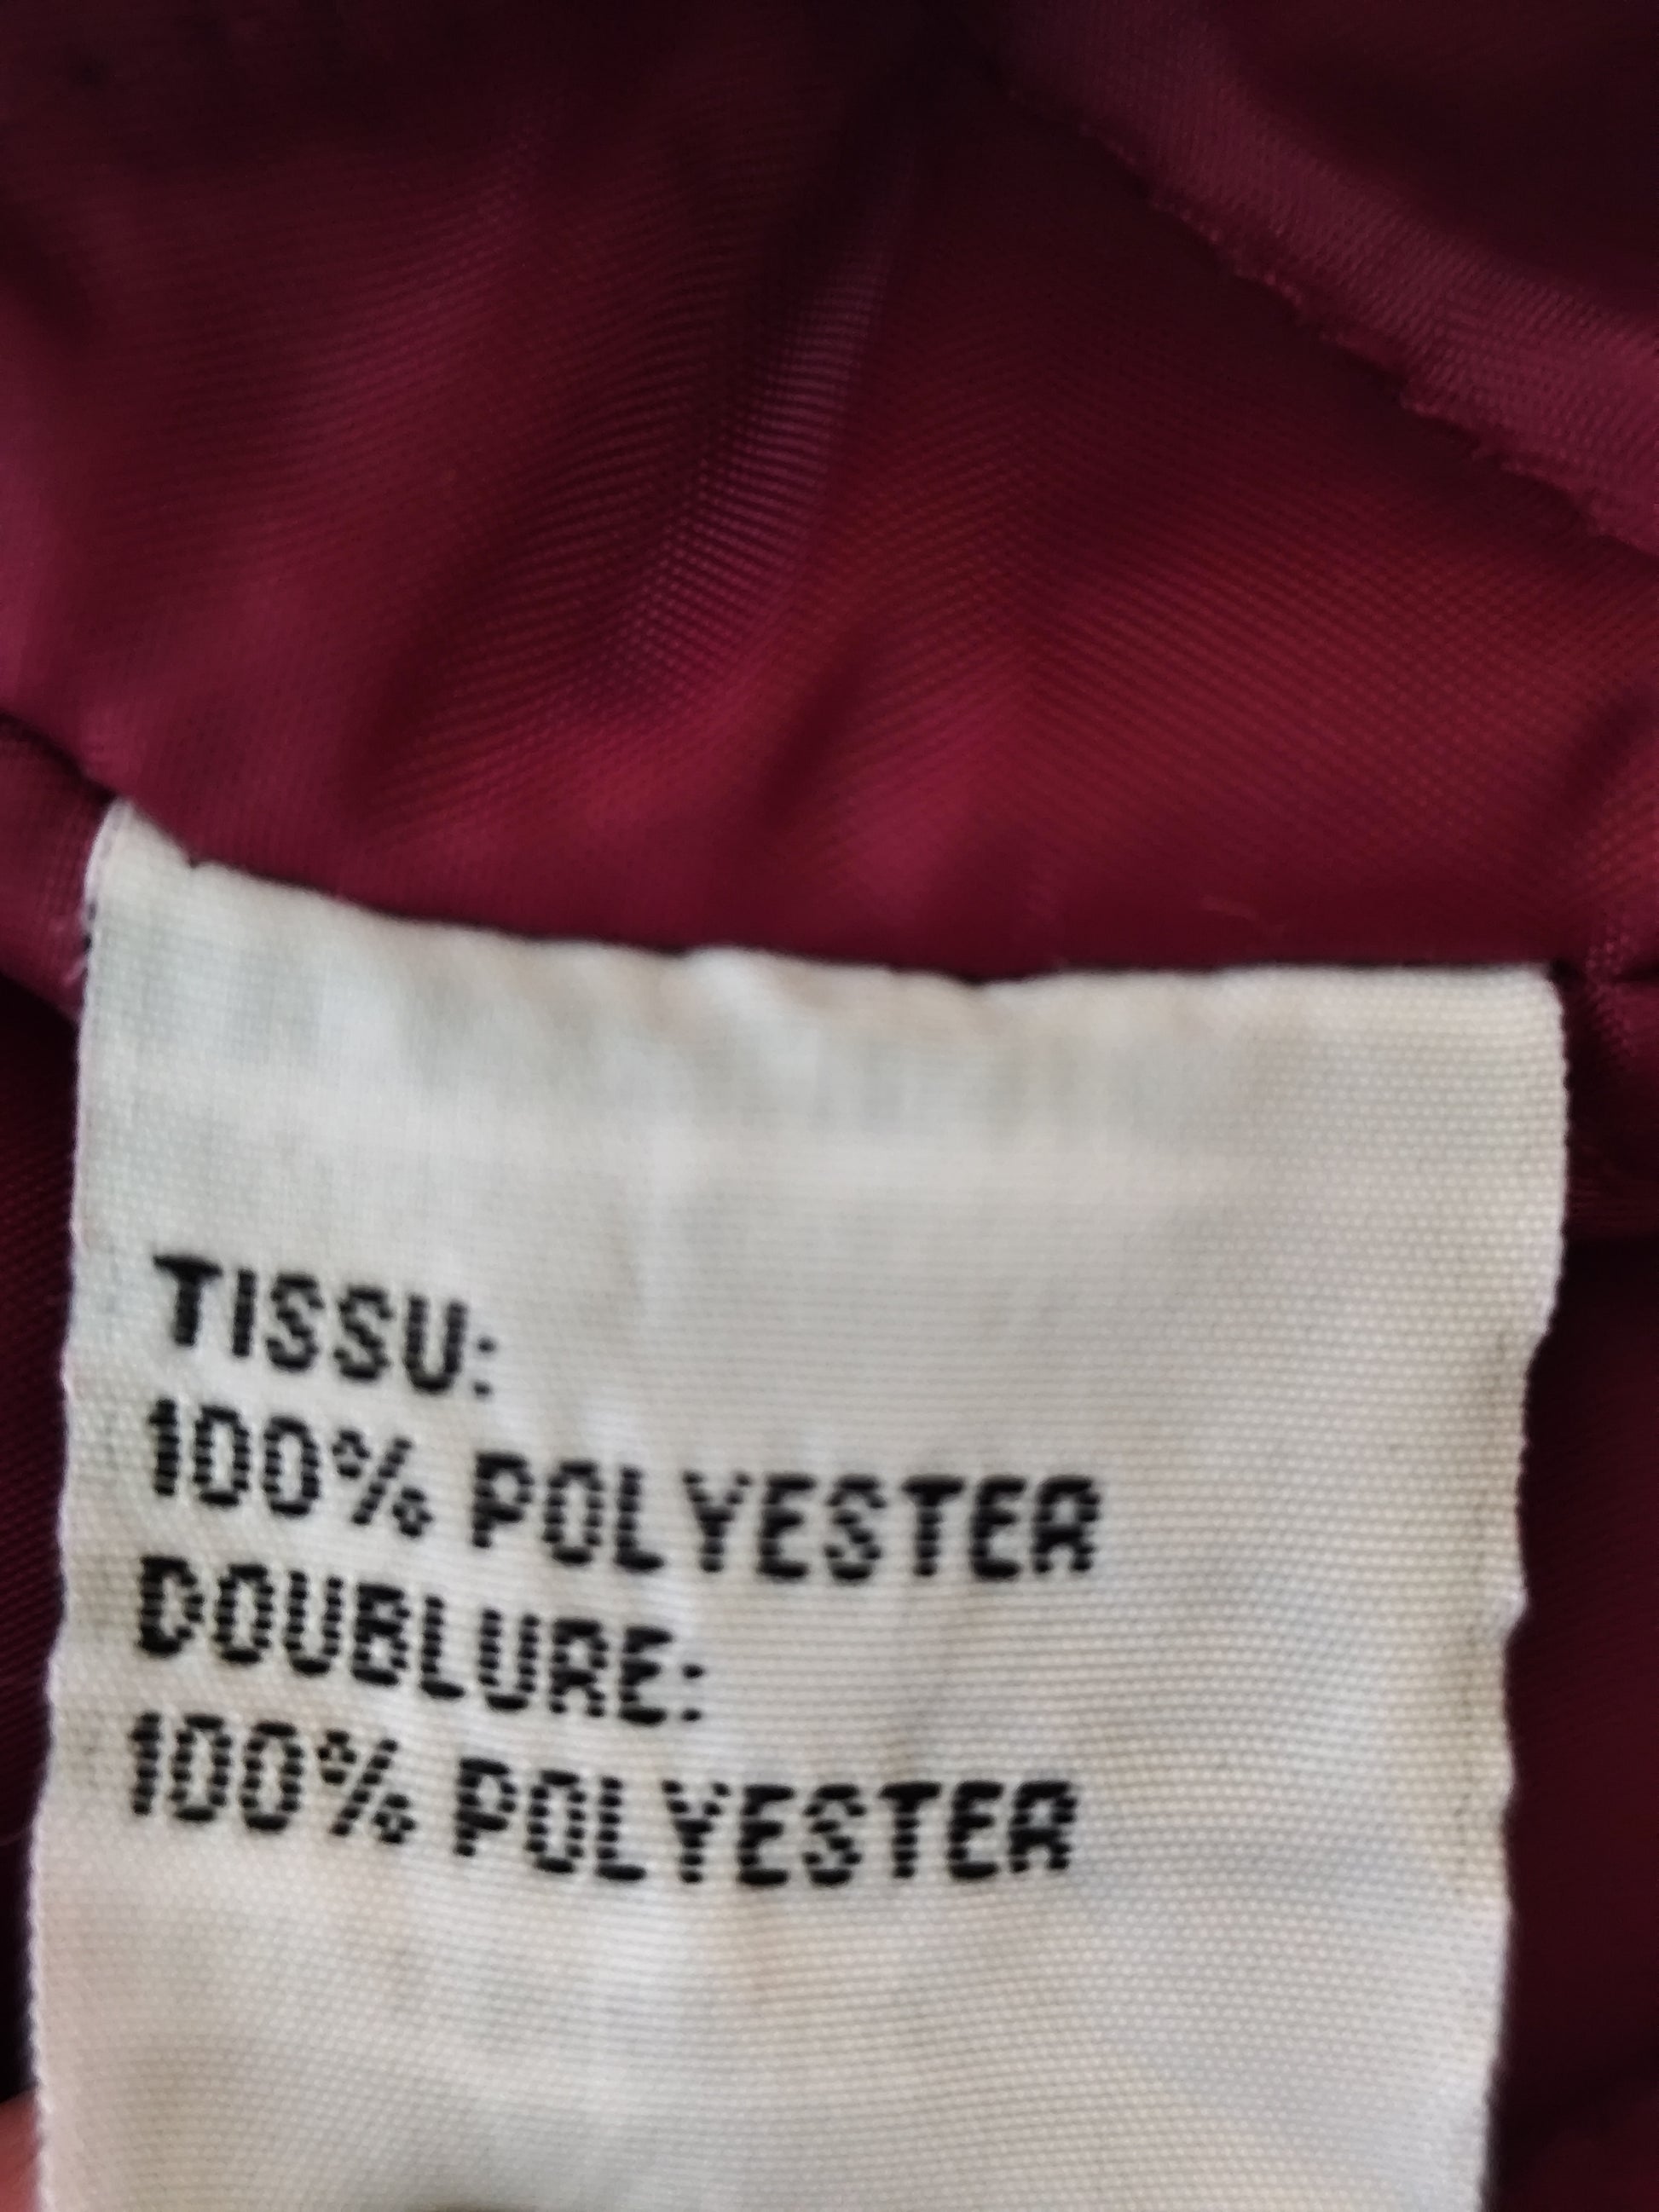 TISSU:
100% POLYESTER
DOUBLURE:
100% POLYESTER